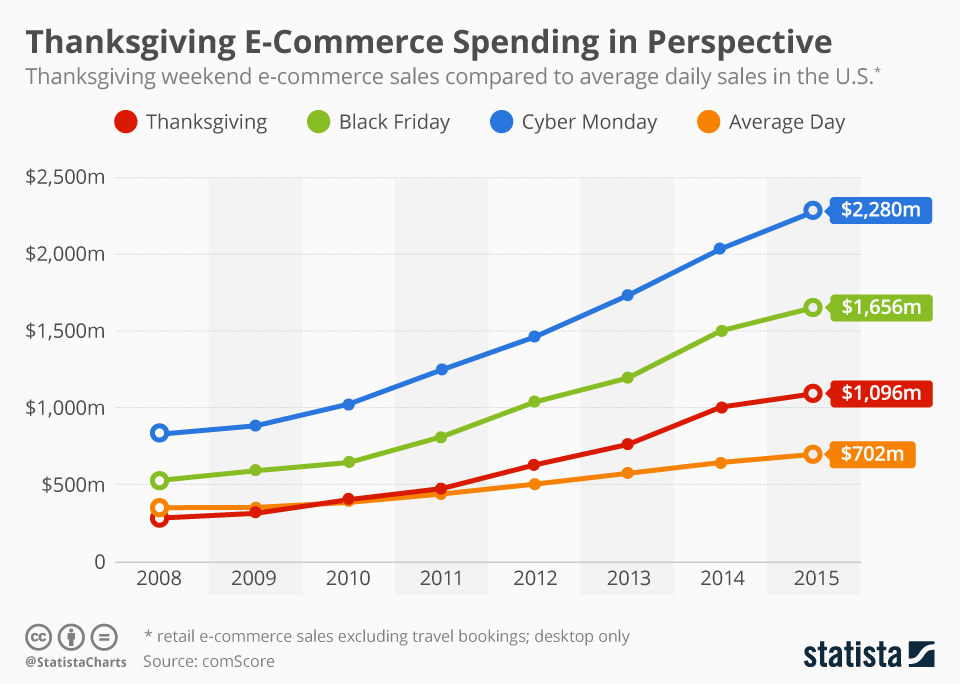 Thanksgiving E-Commerce Spending in Perspective
Thanksgiving weekend e-commerce sales compared to average daily sales in the U.S.*
Thanksgiving Black Friday Cyber Monday Average Day
$2,500m
$2,280m
$2,000m
$1,656m
$1,500m
$1,096m
$1,000m
$702m
$500m
0
2008 2009 2010 2011 2012 2013 2014 2015
cc =
* retail e-commerce sales excluding travel bookings; desktop only
@StatistaCharts Source: comScore
statista